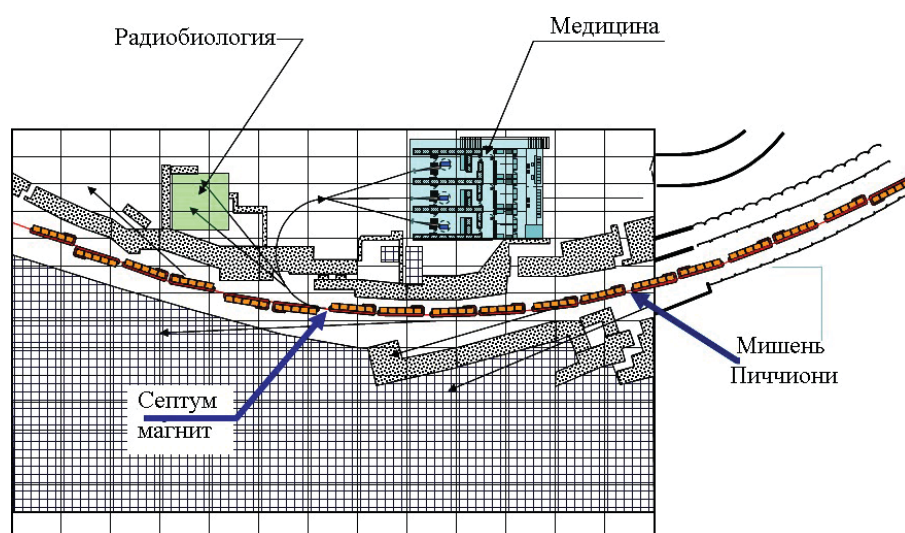 Радиобиология
Медицина
Мишень
Пиччиони
Септум
магнит